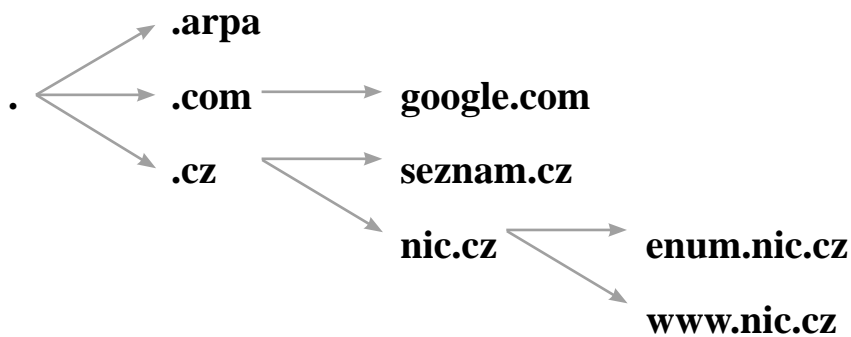 .arpa
. .com google.com
.cz seznam.cz
nic.cz enum.nic.cz
www.nic.cz